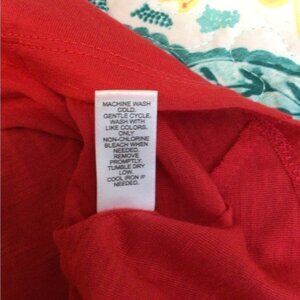 MACHINE WASH
COLD.
GENTLE CYCLE.
WASH WITH
LIKE COLORS.
ONLY
NON-CHLORINE
BLEACH WHEN
NEEDED.
REMOVE
PROMPTLY.
TUMBLE DRY
LOW.
COOL IRON IF
NEEDED.